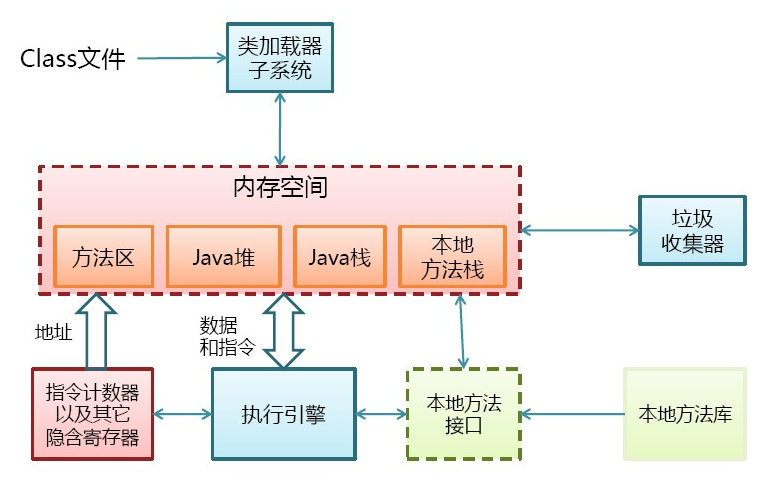 Class文件
类加载器
子系统
内存空间
方法区
Java堆
Java栈
本地
方法栈
垃圾
收集器
地址
数据
和指令
指令计数器
以及其它
隐含寄存器
执行引擎
本地方法
接口
本地方法库